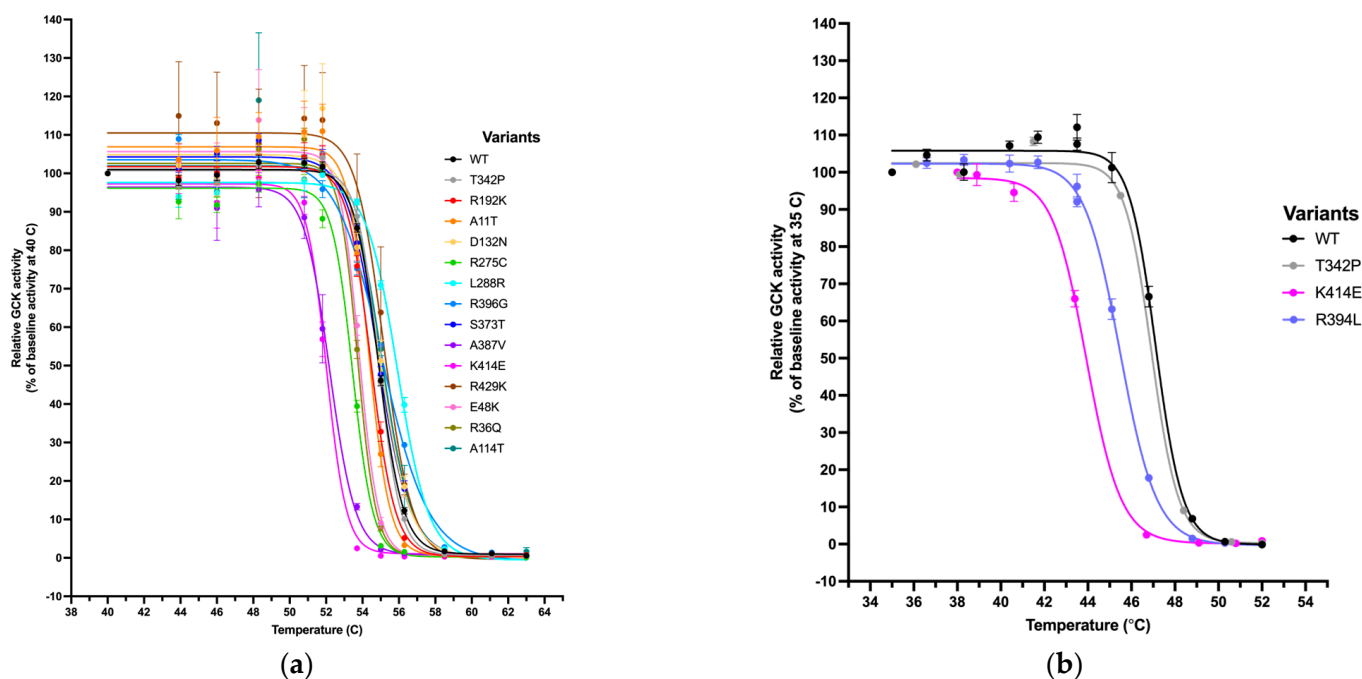 140
130
120
110
100
90
80
70
60
50
40
30
20
10
0
-10
Relative GCK activity
(% of baseline activity at 40 C)
38 40 42 44 46 48 50 52 54 56 58 60 62 64
Temperature (C)
Variants
WT
T342P
R192K
A11T
D132N
R275C
L288R
R396G
S373T
A387V
K414E
R429K
E48K
R36Q
A114T
(a)
140
130
120
110
100
90
80
70
60
50
40
30
20
10
0
-10
Relative GCK activity
(% of baseline activity at 35 C)
34 36 38 40 42 44 46 48 50 52 54
Temperature (°C)
Variants
WT
T342P
K414E
R394L
(b)